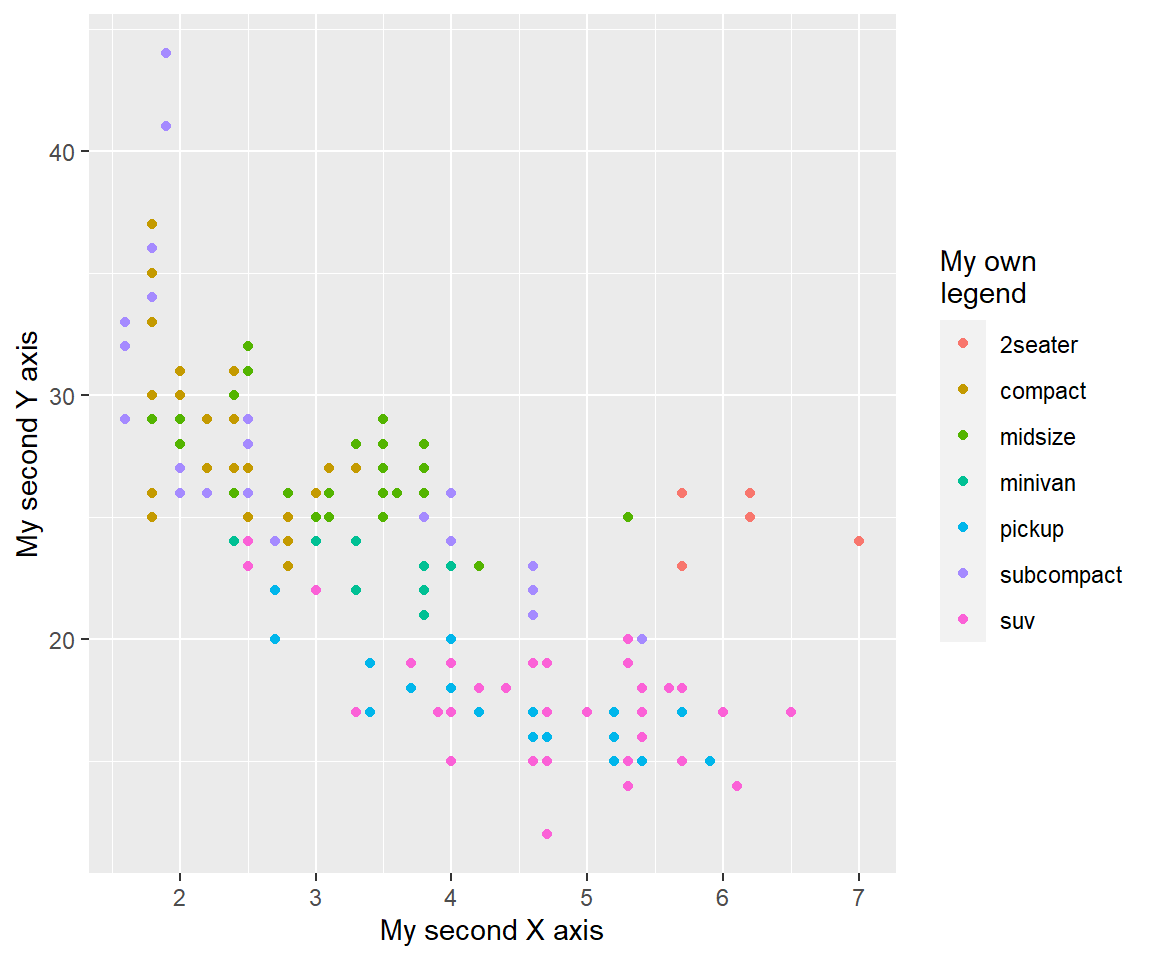 My second Y axis
40
30
20
2 3 4 5 6 7
My second X axis
My own
legend
2seater
compact
midsize
minivan
pickup
subcompact
suv